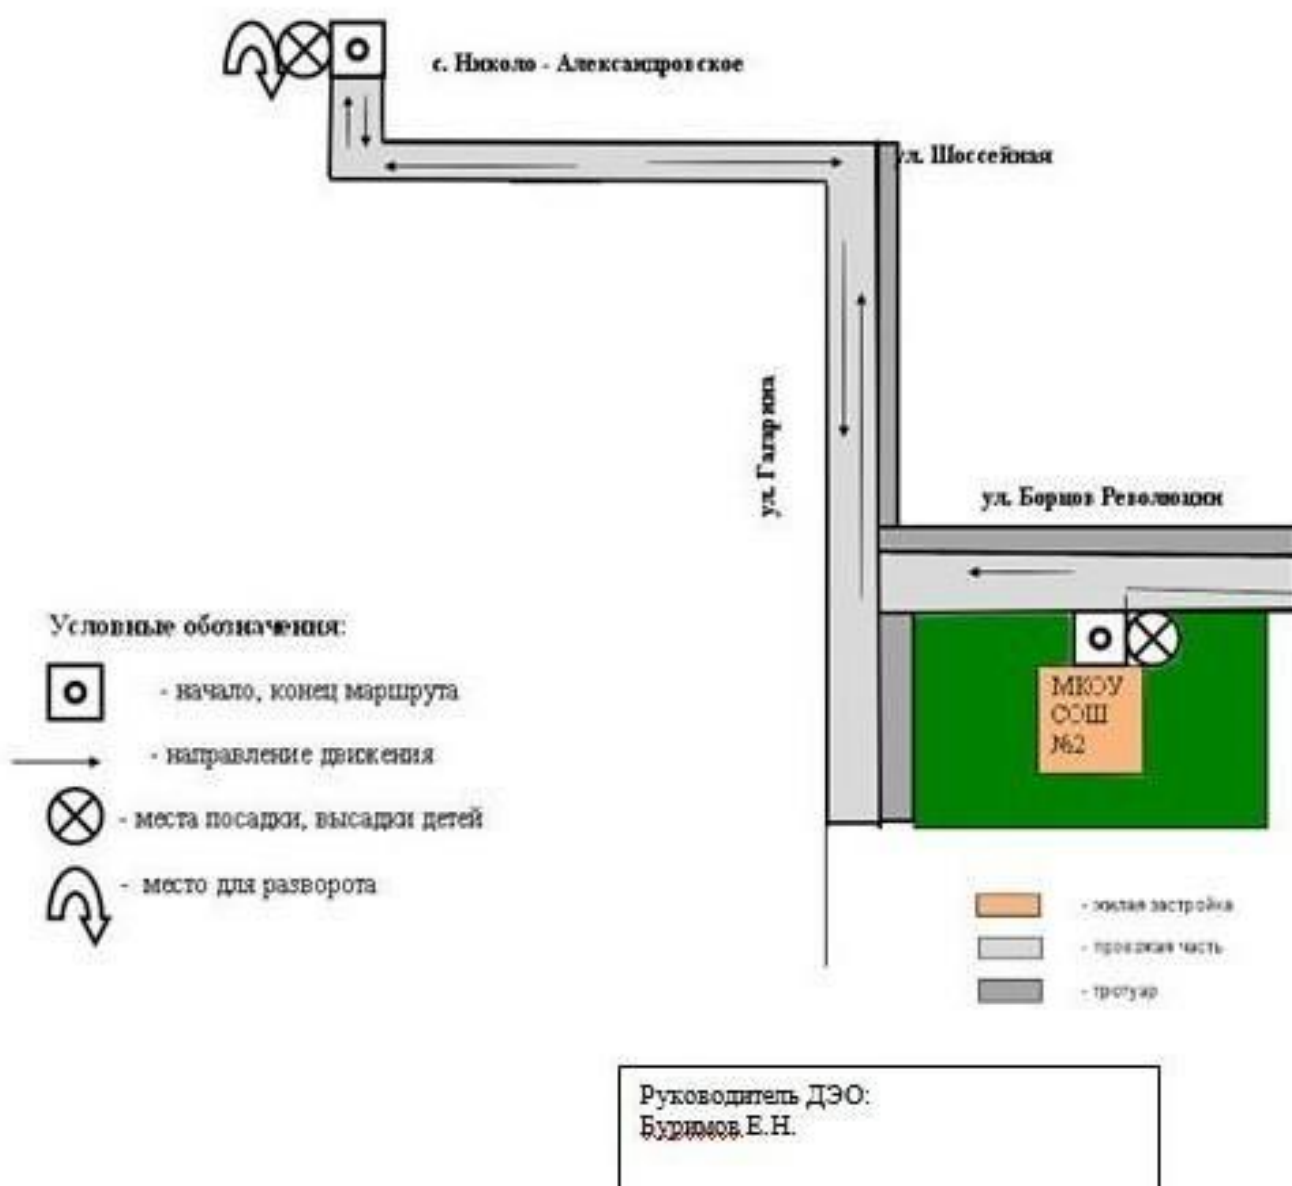 с. Николо - Александровское
ул. Шоссейная
ул. Гагарина
ул. Борцов Революции
Условные обозначения:
- начало, конец маршрута
- направление движения
- места посадки, высадки детей
- место для разворота
МКОУ
СОШ
№2
- жилая застройка
- проезжая часть
- тротуар
Руководитель ДЭО:
Буримов Е.Н.